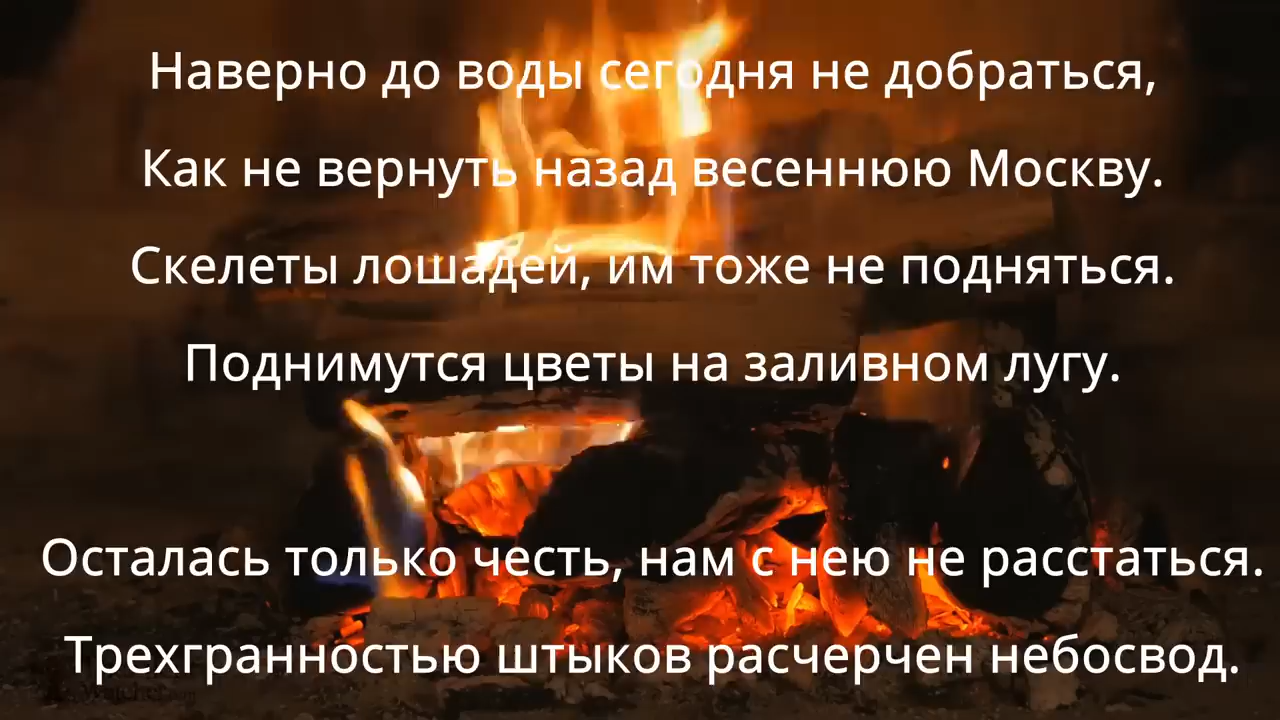 Наверно до воды сегодня не добраться,
Как не вернуть назад весеннюю Москву.
Скелеты лошадей, им тоже не подняться.
Поднимутся цветы на заливном лугу.
Осталась только честь, нам с нею не расстаться.
Трехгранностью штыков расчерчен небосвод.